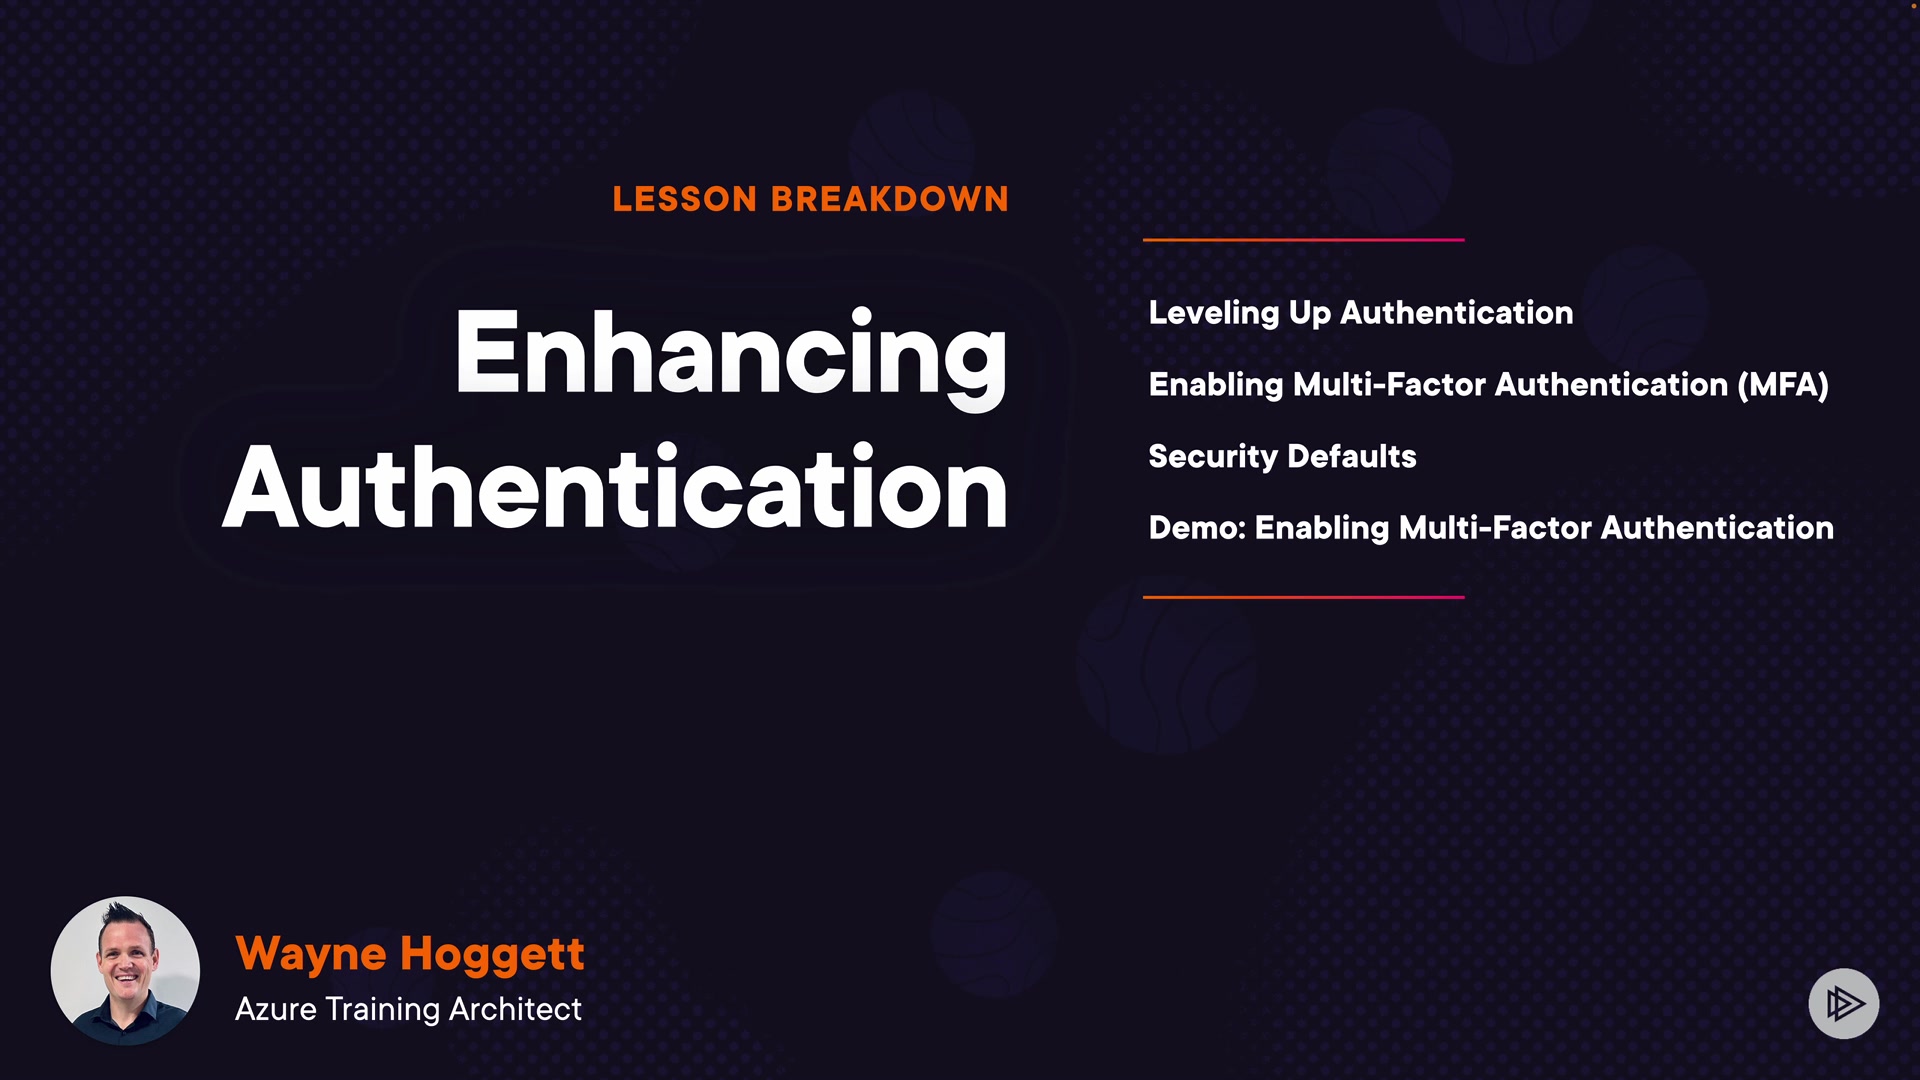 LESSON BREAKDOWN
Enhancing
Authentication
Leveling Up Authentication
Enabling Multi-Factor Authentication (MFA)
Security Defaults
Demo: Enabling Multi-Factor Authentication
Wayne Hoggett
Azure Training Architect